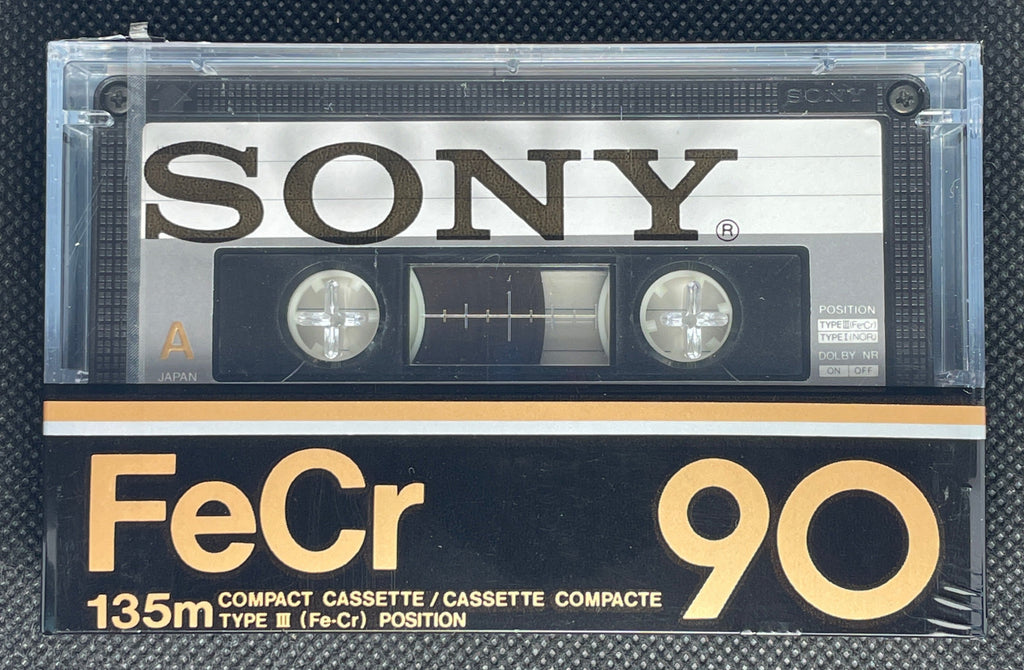 SONY
SONY ®
A
JAPAN
POSITION
TYPE III (FeCr)
TYPE I (NOR)
DOLBY NR
ON OFF
FeCr 90
135m COMPACT CASSETTE / CASSETTE COMPACTE
TYPE III (Fe-Cr) POSITION